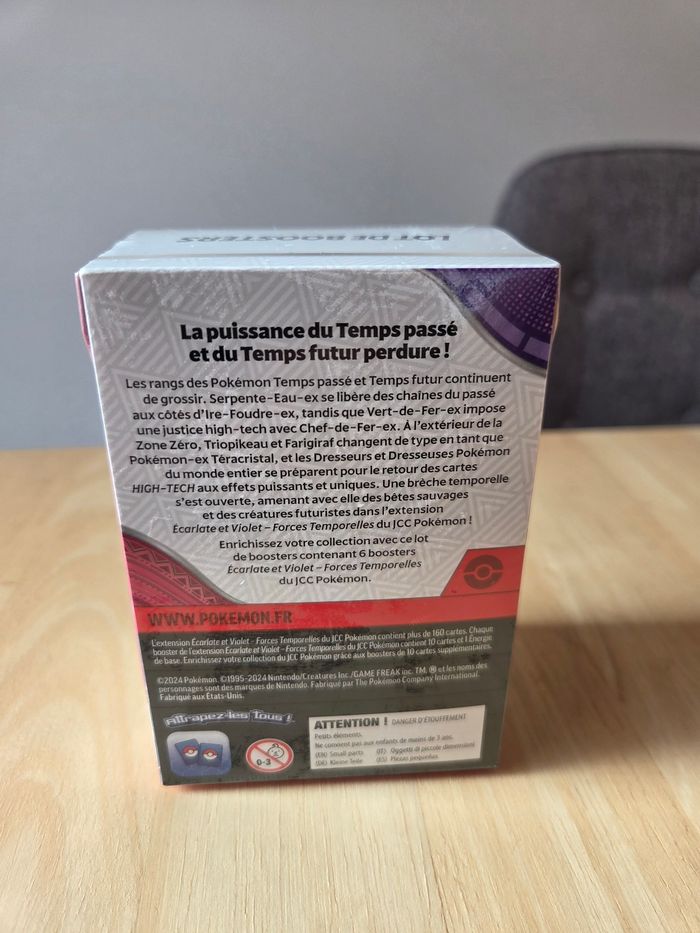 LOT DE BOOSTERS
La puissance du Temps passé
et du Temps futur perdure !
Les rangs des Pokémon Temps passé et Temps futur continuent
de grossir. Serpente-Eau-ex se libère des chaînes du passé
aux côtés d'Ire-Foudre-ex, tandis que Vert-de-Fer-ex impose
une justice high-tech avec Chef-de-Fer-ex. À l'extérieur de la
Zone Zéro, Triopikeau et Farigiraf changent de type en tant que
Pokémon-ex Téracristal, et les Dresseurs et Dresseuses Pokémon
du monde entier se préparent pour le retour des cartes
HIGH-TECH aux effets puissants et uniques. Une brèche temporelle
s'est ouverte, amenant avec elle des bêtes sauvages
et des créatures futuristes dans l'extension
Écarlate et Violet – Forces Temporelles du JCC Pokémon !
Enrichissez votre collection avec ce lot
de boosters contenant 6 boosters
Écarlate et Violet – Forces Temporelles
du JCC Pokémon.
WWW.POKEMON.FR
L'extension Écarlate et Violet – Forces Temporelles du JCC Pokémon contient plus de 160 cartes. Chaque
booster de l'extension Écarlate et Violet – Forces Temporelles du JCC Pokémon contient 10 cartes et 1 Énergie
de base. Enrichissez votre collection du JCC Pokémon grâce aux boosters de 10 cartes supplémentaires.
©2024 Pokémon. ©1995-2024 Nintendo/Creatures Inc./GAME FREAK inc. TM, ® et les noms des
personnages sont des marques de Nintendo. Fabriqué par The Pokémon Company International.
Fabriqué aux États-Unis.
Attrapez-les Tous !
0-3
ATTENTION ! DANGER D'ÉTOUFFEMENT
Petits éléments.
Ne convient pas aux enfants de moins de 3 ans.
(EN) Small parts (IT) Oggetti di piccole dimensioni
(DE) Kleine Teile (ES) Piezas pequeñas